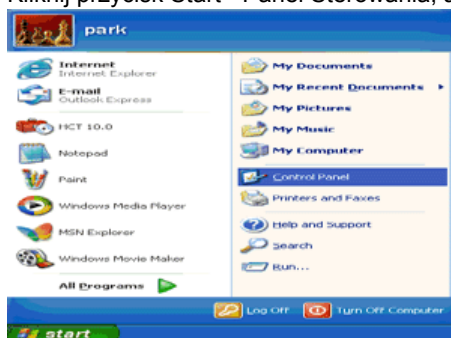 park
Internet
Internet Explorer
E-mail
Outlook Express
HCT 10.0
Notepad
Paint
Windows Media Player
MSN Explorer
Windows Movie Maker
All Programs
My Documents
My Recent Documents
My Pictures
My Music
My Computer
Control Panel
Printers and Faxes
Help and Support
Search
Run...
Log Off
Turn Off Computer
start